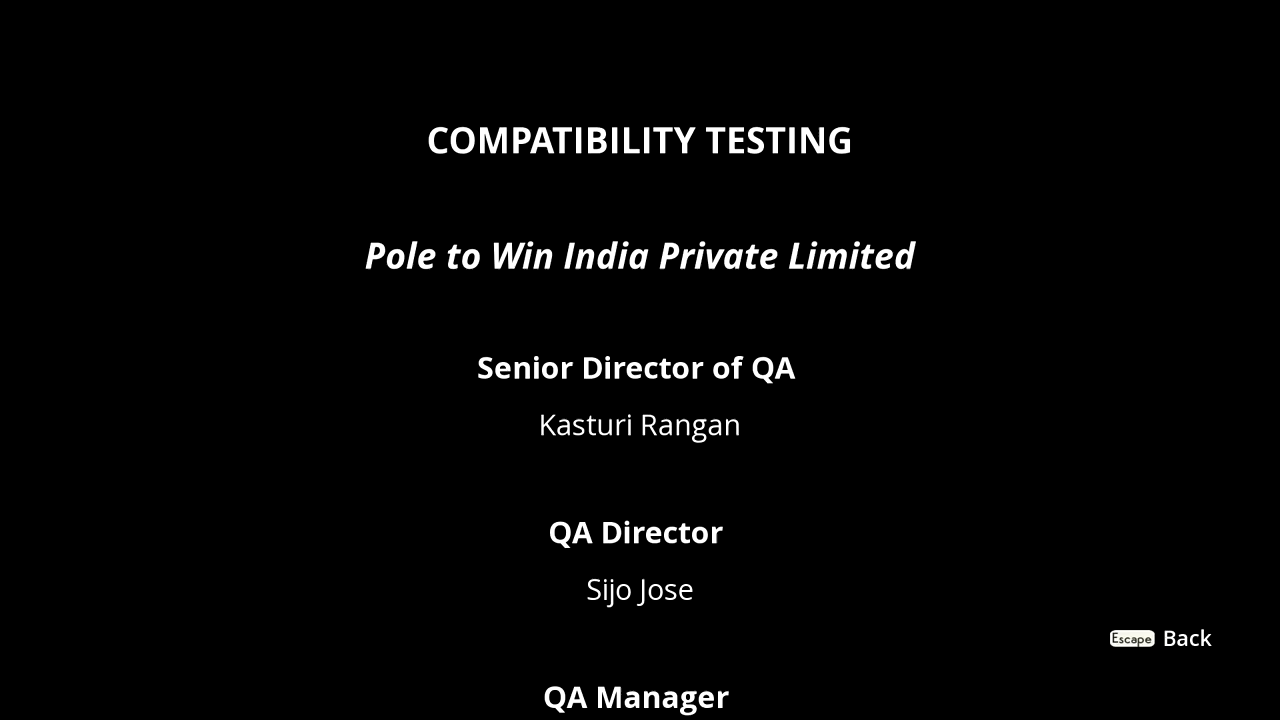 COMPATIBILITY TESTING
Pole to Win India Private Limited
Senior Director of QA
Kasturi Rangan
QA Director
Sijo Jose
Escape Back
QA Manager